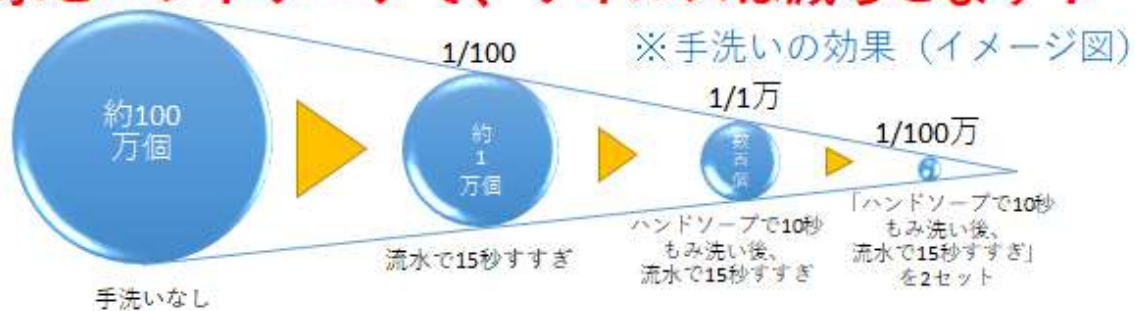 ※手洗いの効果（イメージ図）
1/100
1/1万
1/100万
約100
万個
約
1
万個
数
百
個
手洗いなし
流水で15秒すすぎ
ハンドソープで10秒
もみ洗い後、
流水で15秒すすぎ
「ハンドソープで10秒
もみ洗い後、
流水で15秒すすぎ」
を2セット